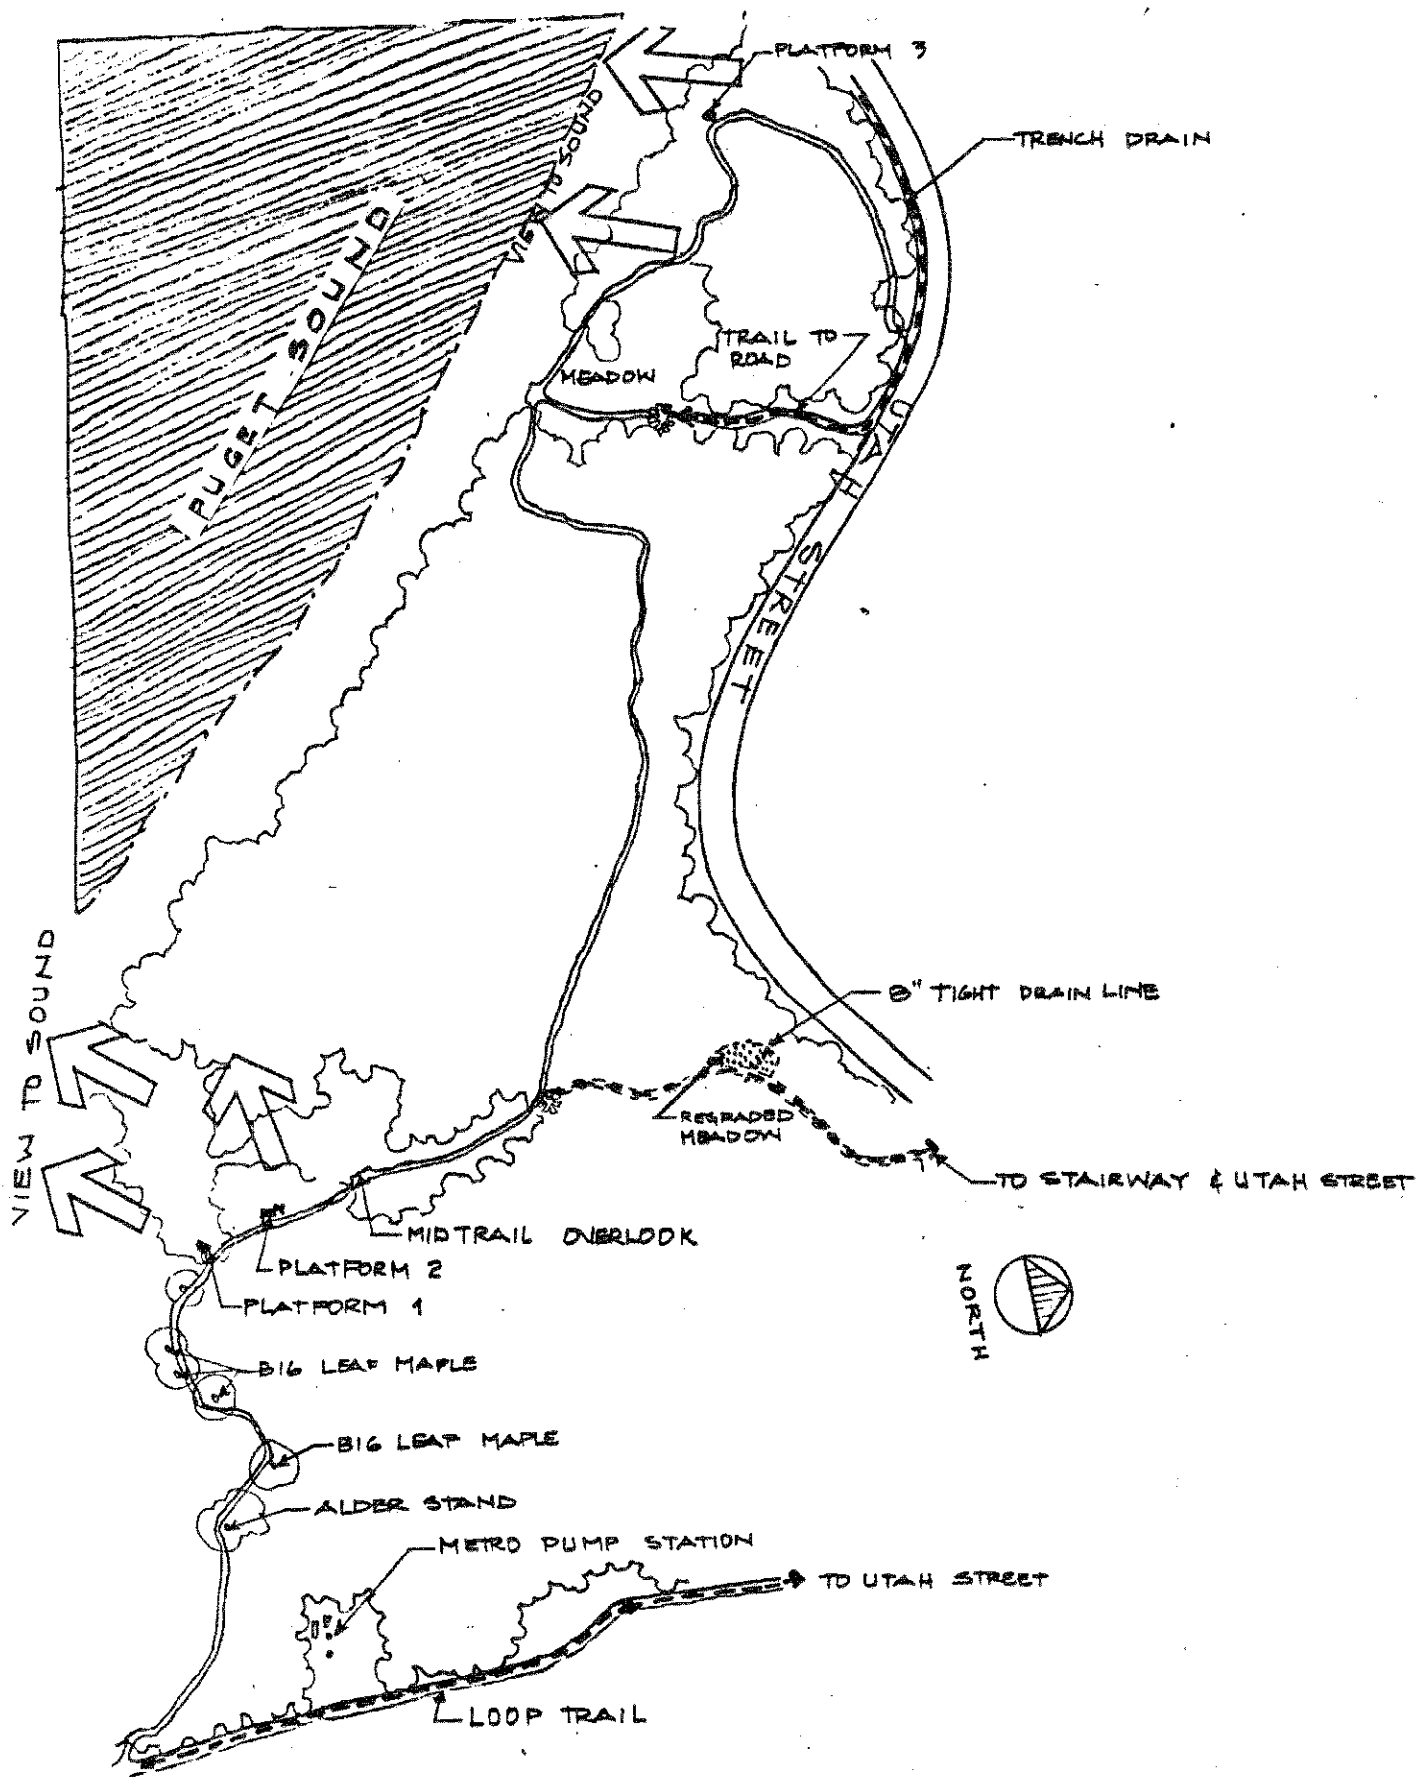 PLATFORM 3
TRENCH DRAIN
VIEW TO SOUND
PUGET SOUND
TRAIL TO
ROAD
MEADOW
UTAH STREET
8" TIGHT DRAIN LINE
VIEW TO SOUND
REGRADED
MEADOW
TO STAIRWAY & UTAH STREET
MIDTRAIL OVERLOOK
PLATFORM 2
NORTH
PLATFORM 1
BIG LEAF MAPLE
BIG LEAF MAPLE
ALDER STAND
METRO PUMP STATION
TO UTAH STREET
LOOP TRAIL